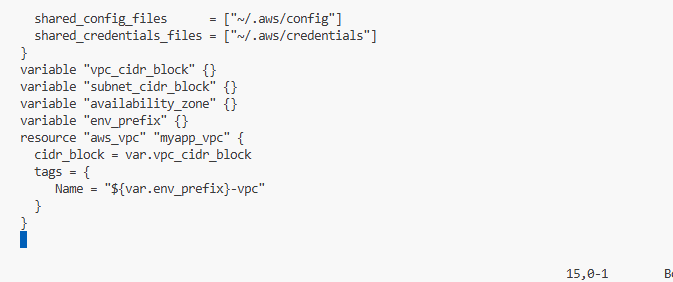 shared_config_files      = ["~/.aws/config"]
  shared_credentials_files = ["~/.aws/credentials"]
}
variable "vpc_cidr_block" {}
variable "subnet_cidr_block" {}
variable "availability_zone" {}
variable "env_prefix" {}
resource "aws_vpc" "myapp_vpc" {
  cidr_block = var.vpc_cidr_block
  tags = {
     Name = "${var.env_prefix}-vpc"
  }
}
15,0-1